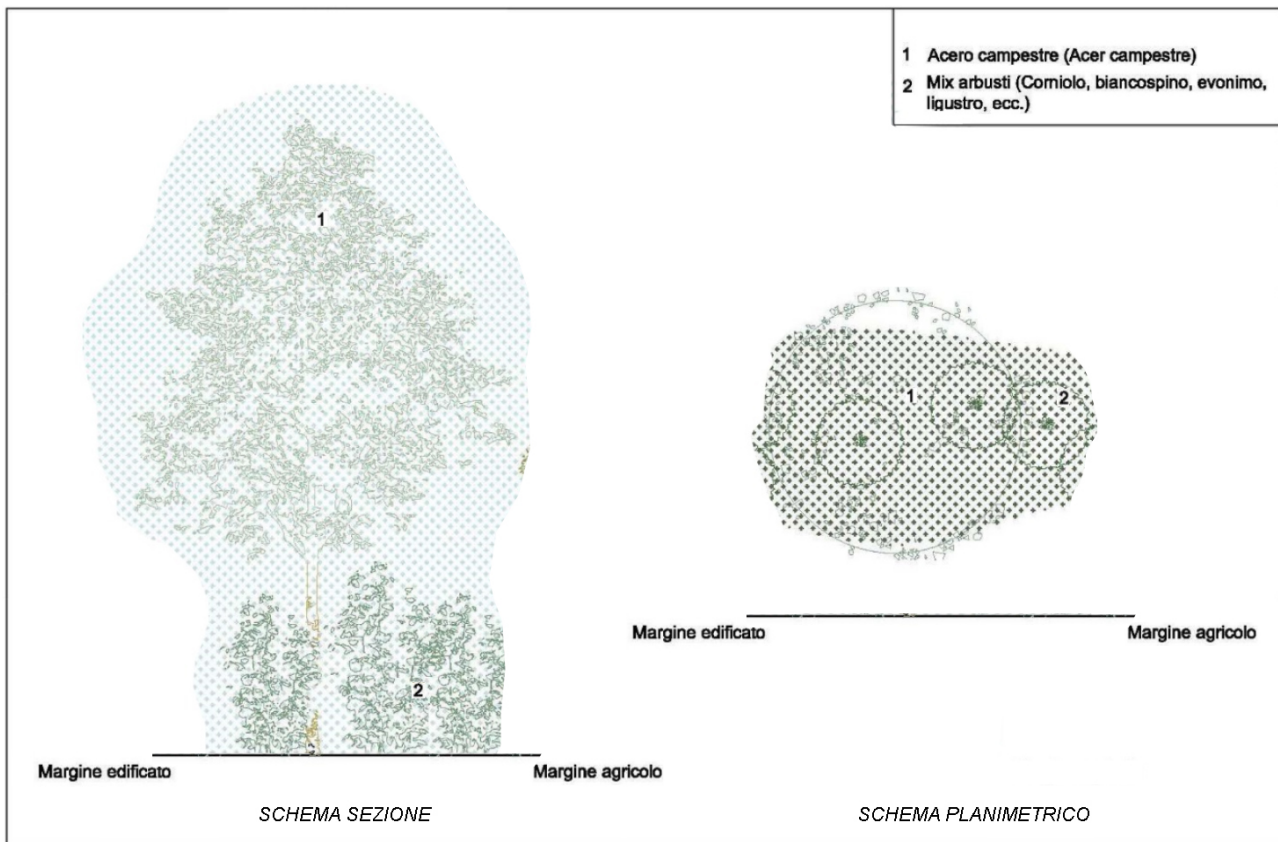 1 Acero campestre (Acer campestre)
2 Mix arbusti (Corniolo, biancospino, evonimo,
ligustro, ecc.)
1
2
Margine edificato
Margine agricolo
SCHEMA SEZIONE
1
2
Margine edificato
Margine agricolo
SCHEMA PLANIMETRICO